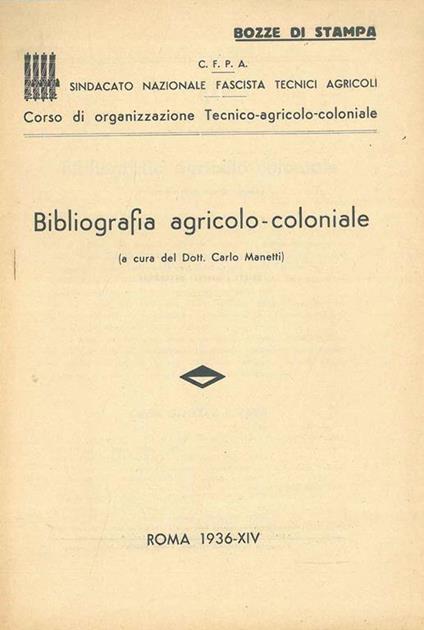 BOZZE DI STAMPA
C. F. P. A.
SINDACATO NAZIONALE FASCISTA TECNICI AGRICOLI
Corso di organizzazione Tecnico-agricolo-coloniale
Bibliografia agricolo-coloniale
(a cura del Dott. Carlo Manetti)
ROMA 1936-XIV